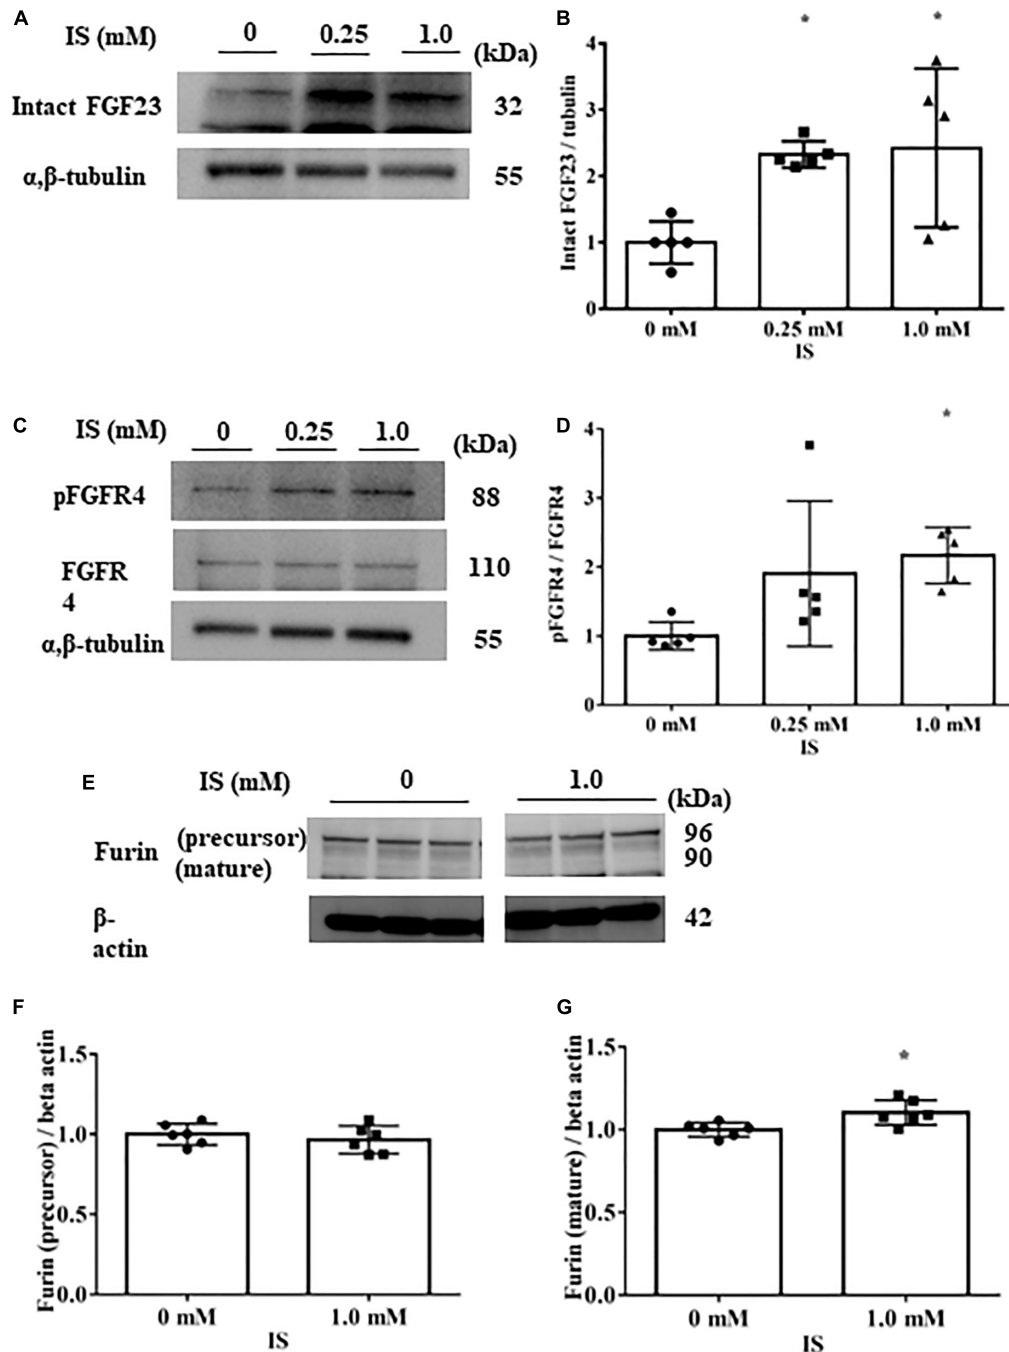 A
IS (mM)
0
0.25
1.0
(kDa)
Intact FGF23
32
α,β-tubulin
55
B
*
*
Intact FGF23 / tubulin
4
3
2
1
0
0 mM
0.25 mM
1.0 mM
IS
C
IS (mM)
0
0.25
1.0
(kDa)
pFGFR4
88
FGFR
4
110
α,β-tubulin
55
D
*
pFGFR4 / FGFR4
4
3
2
1
0
0 mM
0.25 mM
1.0 mM
IS
E
IS (mM)
0
1.0
(kDa)
Furin
(precursor)
(mature)
96
90
β-
actin
42
F
Furin (precursor) / beta actin
1.5
1.0
0.5
0.0
0 mM
1.0 mM
IS
G
*
Furin (mature) / beta actin
1.5
1.0
0.5
0.0
0 mM
1.0 mM
IS